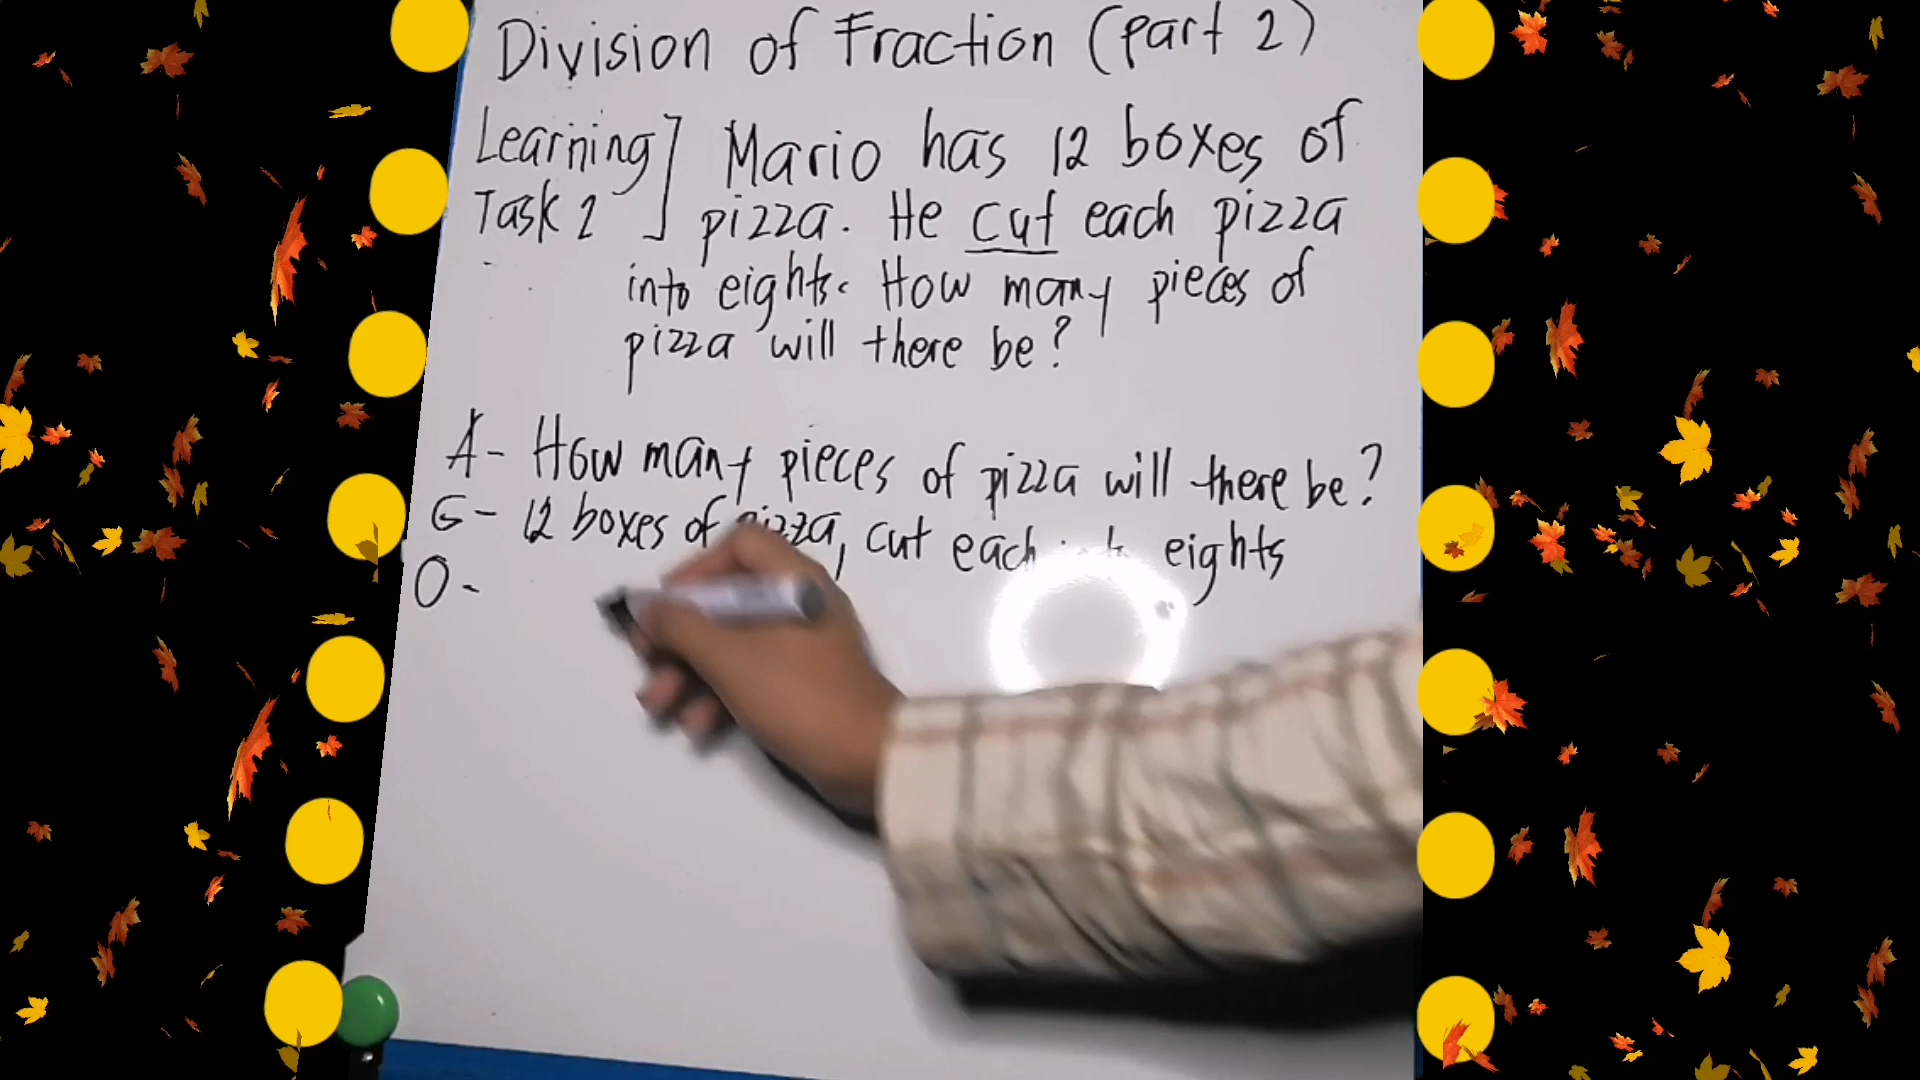 Division of Fraction (part 2)
Learning Mario has 12 boxes of
Task 2 pizza. He cut each pizza
into eights. How many pieces of
pizza will there be?
A- How many pieces of pizza will there be?
G- 12 boxes of pizza, cut each into eights
O-